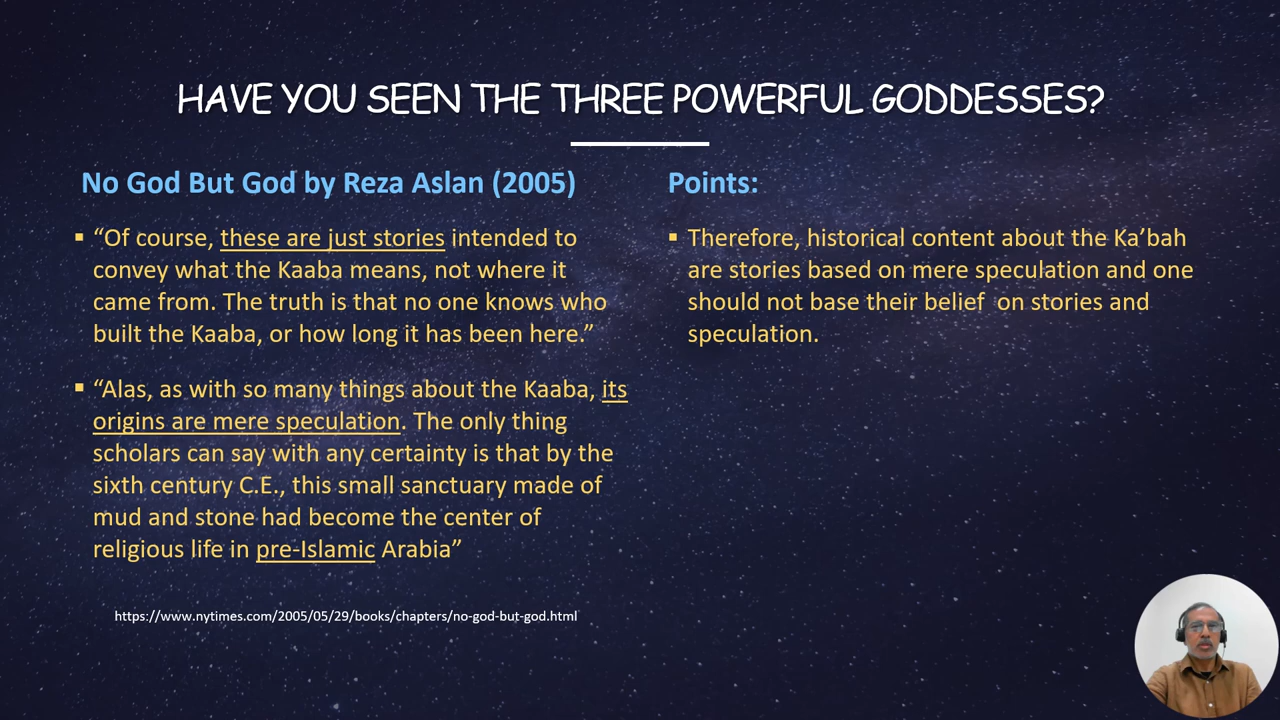 HAVE YOU SEEN THE THREE POWERFUL GODDESSES?
No God But God by Reza Aslan (2005)
▪ “Of course, these are just stories intended to
convey what the Kaaba means, not where it
came from. The truth is that no one knows who
built the Kaaba, or how long it has been here.”
▪ “Alas, as with so many things about the Kaaba, its
origins are mere speculation. The only thing
scholars can say with any certainty is that by the
sixth century C.E., this small sanctuary made of
mud and stone had become the center of
religious life in pre-Islamic Arabia”
https://www.nytimes.com/2005/05/29/books/chapters/no-god-but-god.html
Points:
▪ Therefore, historical content about the Ka’bah
are stories based on mere speculation and one
should not base their belief  on stories and
speculation.